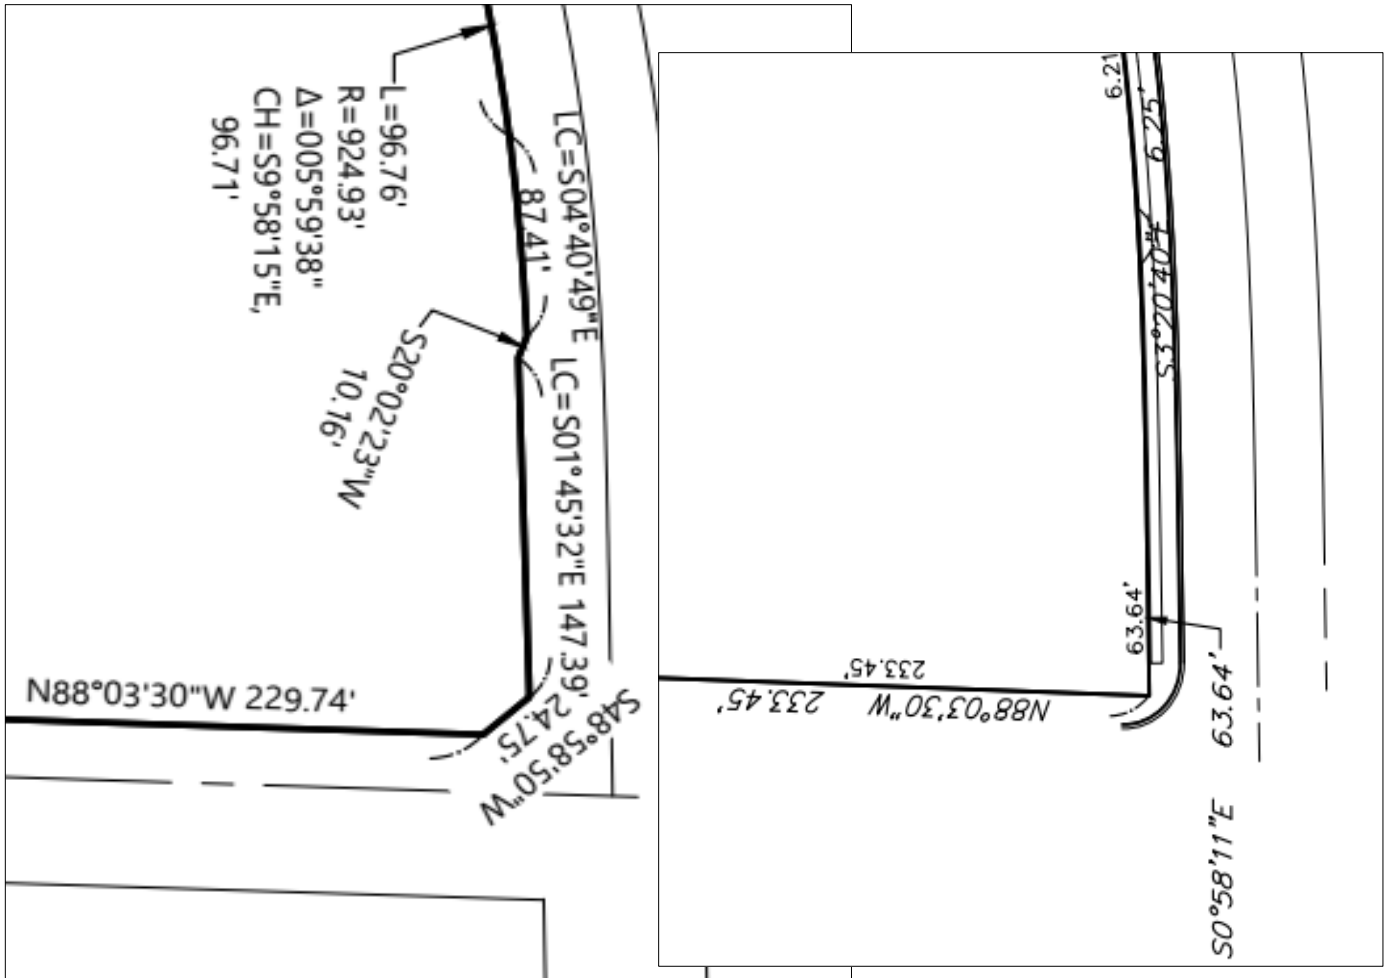 L=96.76'
R=924.93'
Δ=005°59'38"
CH=S9°58'15"E,
96.71'
LC=S04°40'49"E
87.41'
S20°02'23"W
10.16'
LC=S01°45'32"E 147.39'
S48°58'50"W
24.75'
N88°03'30"W 229.74'
6.21
6.25'
S3°20'40"E
63.64'
S0°58'11"E 63.64'
233.45'
N88°03'30"W 233.45'